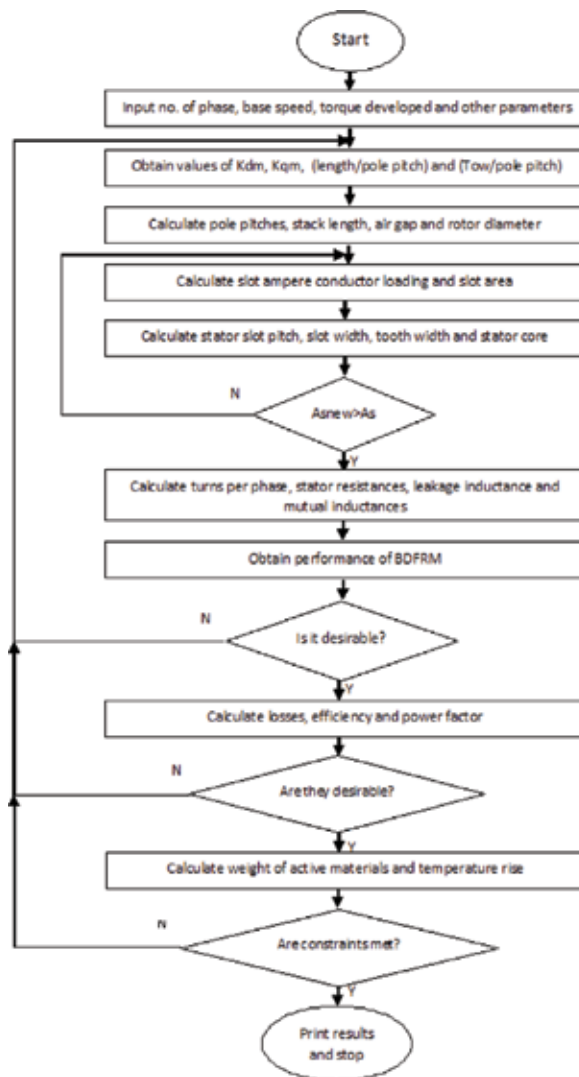 Start
Input no. of phase, base speed, torque developed and other parameters
Obtain values of Kdm, Kqm, (length/pole pitch) and (Tow/pole pitch)
Calculate pole pitches, stack length, air gap and rotor diameter
Calculate slot ampere conductor loading and slot area
Calculate stator slot pitch, slot width, tooth width and stator core
N
Asnew>As
Y
Calculate turns per phase, stator resistances, leakage inductance and
mutual inductances
Obtain performance of BDFRM
N
Is it desirable?
Y
Calculate losses, efficiency and power factor
N
Are they desirable?
Y
Calculate weight of active materials and temperature rise
N
Are constraints met?
Y
Print results
and stop